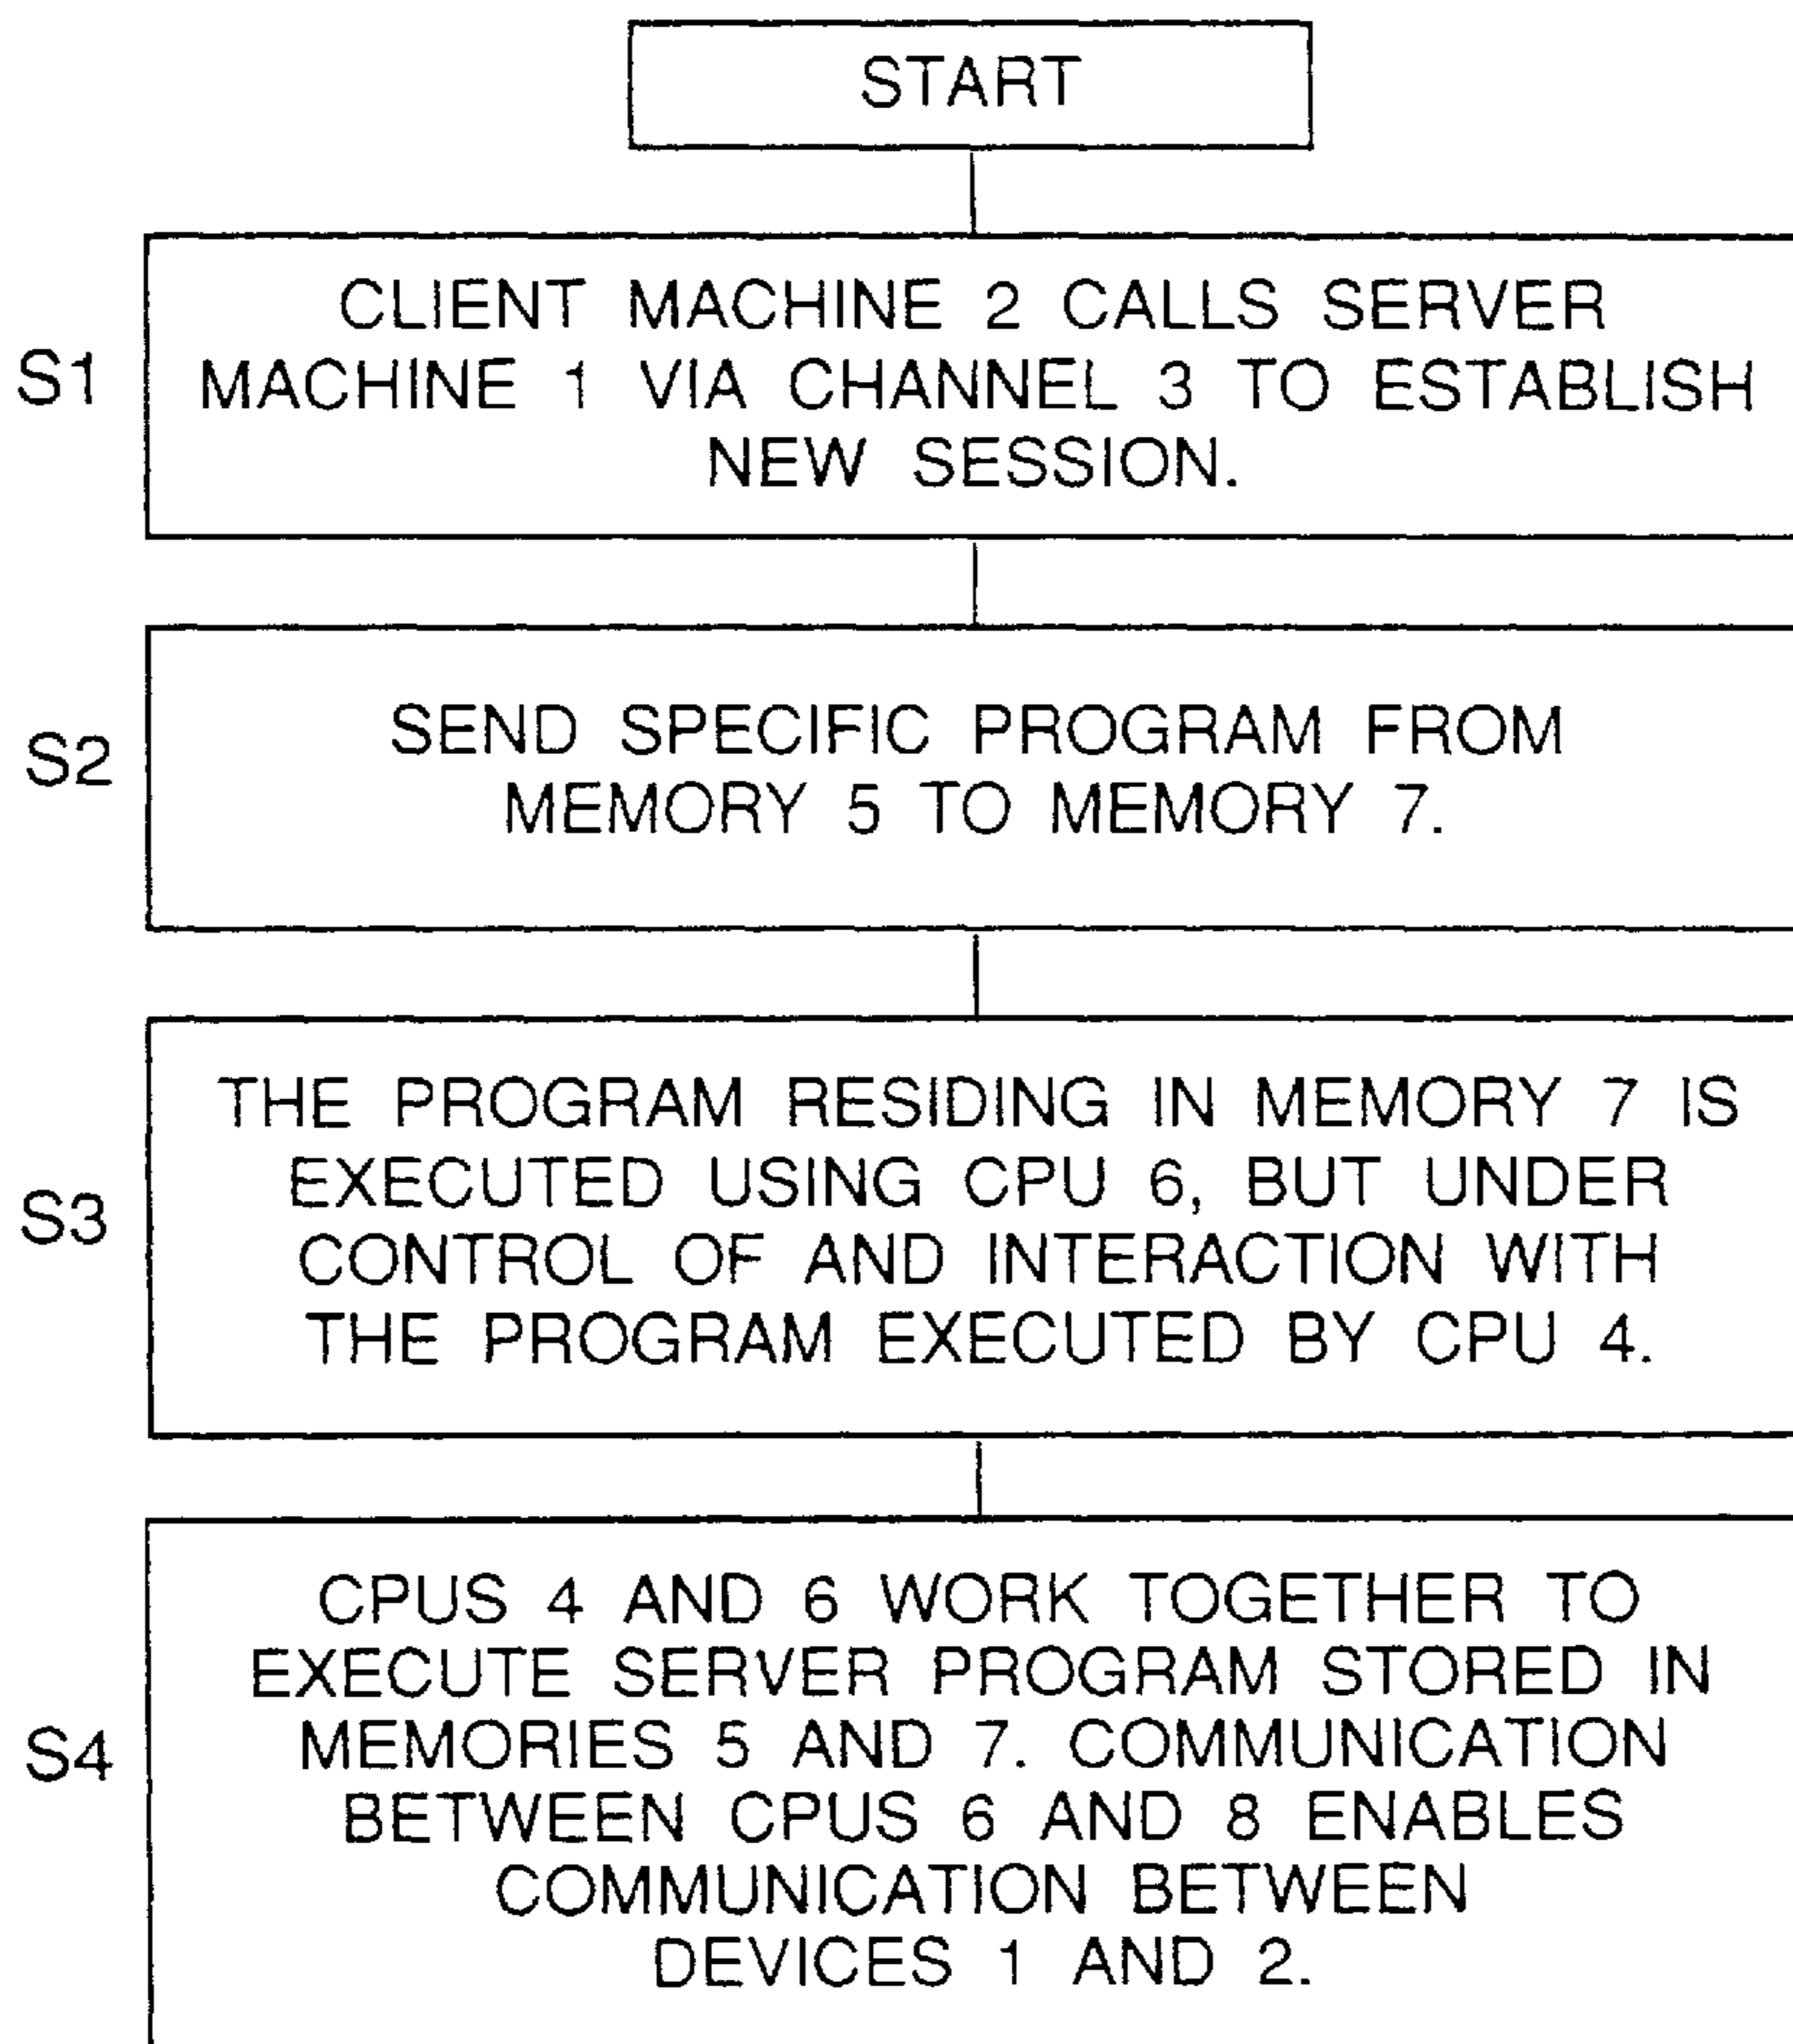 START
S1
CLIENT MACHINE 2 CALLS SERVER
MACHINE 1 VIA CHANNEL 3 TO ESTABLISH
NEW SESSION.
S2
SEND SPECIFIC PROGRAM FROM
MEMORY 5 TO MEMORY 7.
S3
THE PROGRAM RESIDING IN MEMORY 7 IS
EXECUTED USING CPU 6, BUT UNDER
CONTROL OF AND INTERACTION WITH
THE PROGRAM EXECUTED BY CPU 4.
S4
CPUS 4 AND 6 WORK TOGETHER TO
EXECUTE SERVER PROGRAM STORED IN
MEMORIES 5 AND 7. COMMUNICATION
BETWEEN CPUS 6 AND 8 ENABLES
COMMUNICATION BETWEEN
DEVICES 1 AND 2.